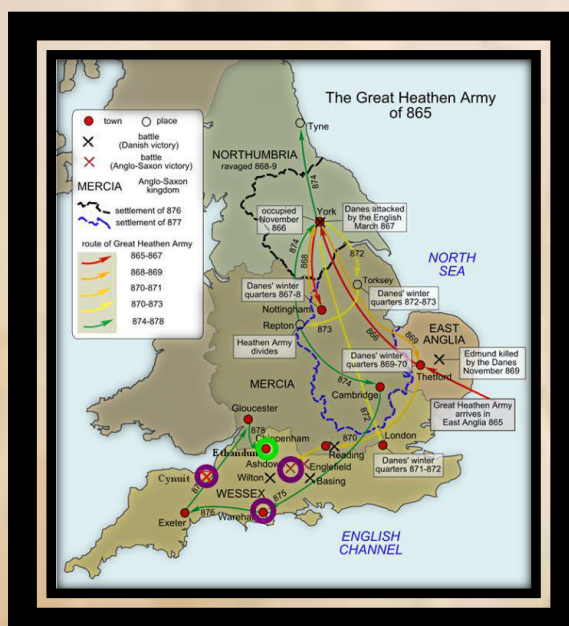 The Great Heathen Army
of 865
town
place
battle
(Danish victory)
battle
(Anglo-Saxon victory)
MERCIA
Anglo-Saxon
kingdom
settlement of 876
settlement of 877
route of Great Heathen Army
865-867
868-869
870-871
870-873
874-878
Tyne
NORTHUMBRIA
ravaged 868-9
874
occupied
November
866
York
Danes attacked
by the English
March 867
874
868
872
NORTH
SEA
Torksey
Danes' winter
quarters 867-8
Danes' winter
quarters 872-873
Nottingham
Repton
873
866
869
EAST
ANGLIA
Heathen Army
divides
Danes' winter
quarters 869-70
Edmund killed
by the Danes
November 869
Thetford
MERCIA
874
Cambridge
872
Great Heathen Army
arrives in
East Anglia 865
Gloucester
878
Chippenham
Ethandun
870
London
Reading
Englefield
Danes' winter
quarters 871-872
Cynuit
Wilton
Basing
WESSEX
875
876
Exeter
ENGLISH
CHANNEL